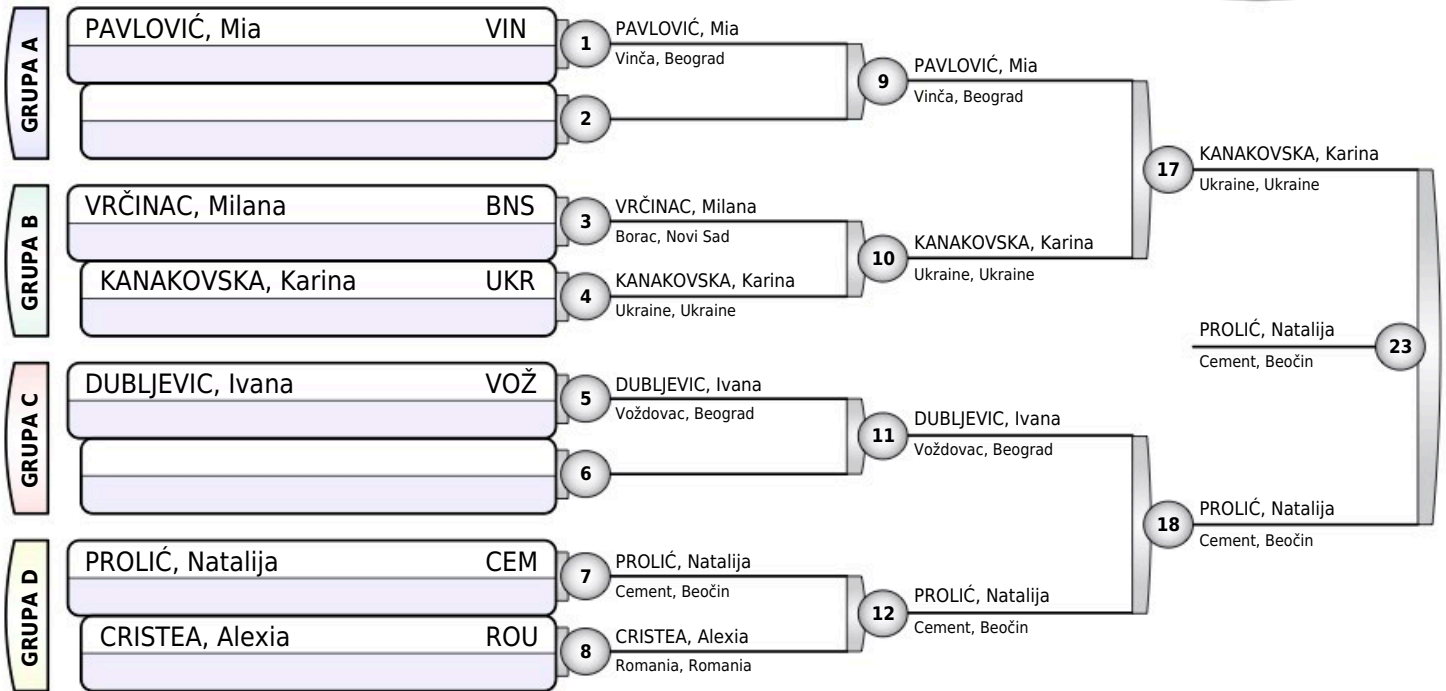 GRUPA A
PAVLOVIĆ, Mia VIN
1
PAVLOVIĆ, Mia
Vinča, Beograd
2
9
PAVLOVIĆ, Mia
Vinča, Beograd
GRUPA B
VRČINAC, Milana BNS
3
VRČINAC, Milana
Borac, Novi Sad
KANAKOVSKA, Karina UKR
4
KANAKOVSKA, Karina
Ukraine, Ukraine
10
KANAKOVSKA, Karina
Ukraine, Ukraine
17
KANAKOVSKA, Karina
Ukraine, Ukraine
GRUPA C
DUBLJEVIC, Ivana VOŽ
5
DUBLJEVIC, Ivana
Voždovac, Beograd
6
11
DUBLJEVIC, Ivana
Voždovac, Beograd
GRUPA D
PROLIĆ, Natalija CEM
7
PROLIĆ, Natalija
Cement, Beočin
CRISTEA, Alexia ROU
8
CRISTEA, Alexia
Romania, Romania
12
PROLIĆ, Natalija
Cement, Beočin
18
PROLIĆ, Natalija
Cement, Beočin
PROLIĆ, Natalija
Cement, Beočin
23